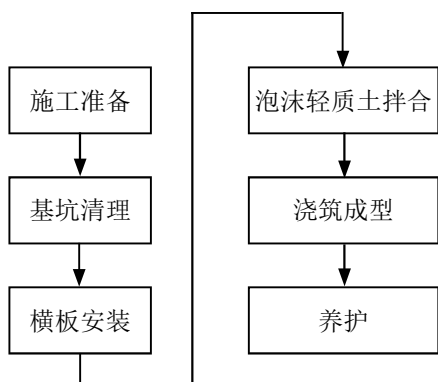 施工准备
基坑清理
横板安装
泡沫轻质土拌合
浇筑成型
养护